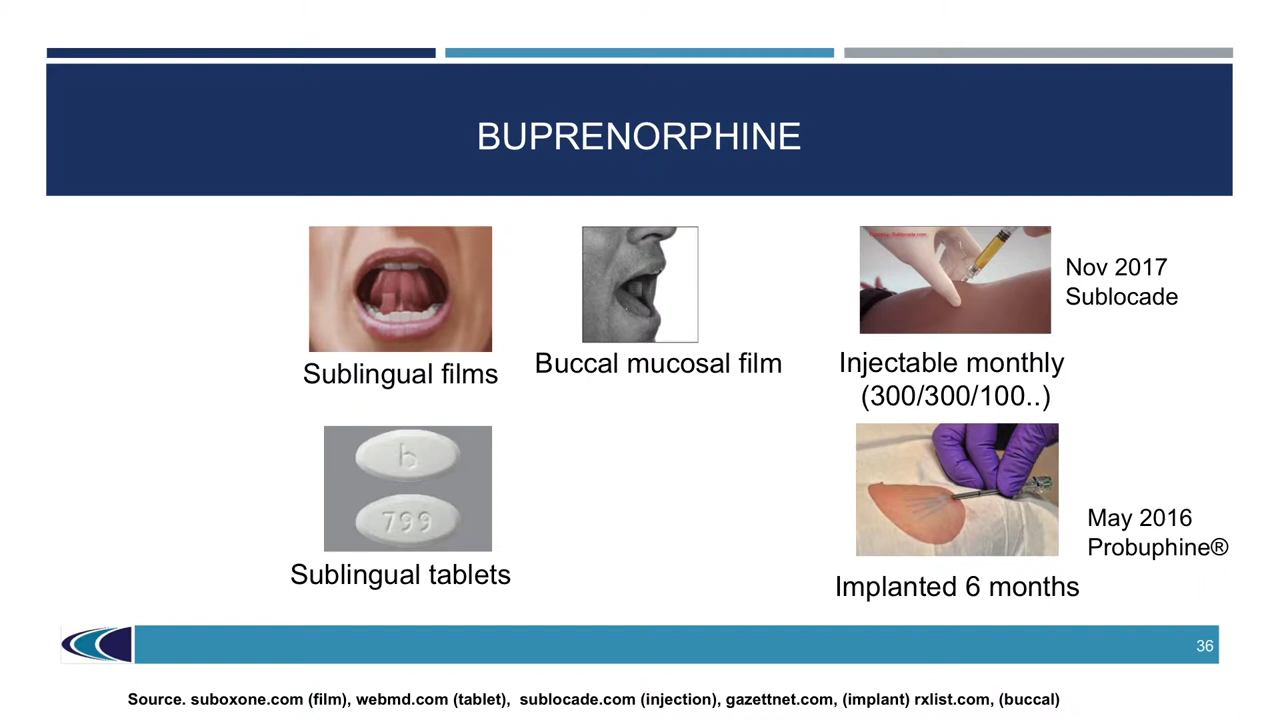 BUPRENORPHINE
Sublingual films
Buccal mucosal film
Nov 2017
Sublocade
Injectable monthly
(300/300/100..)
b
799
Sublingual tablets
May 2016
Probuphine®
Implanted 6 months
36
Source. suboxone.com (film), webmd.com (tablet), sublocade.com (injection), gazettnet.com, (implant) rxlist.com, (buccal)